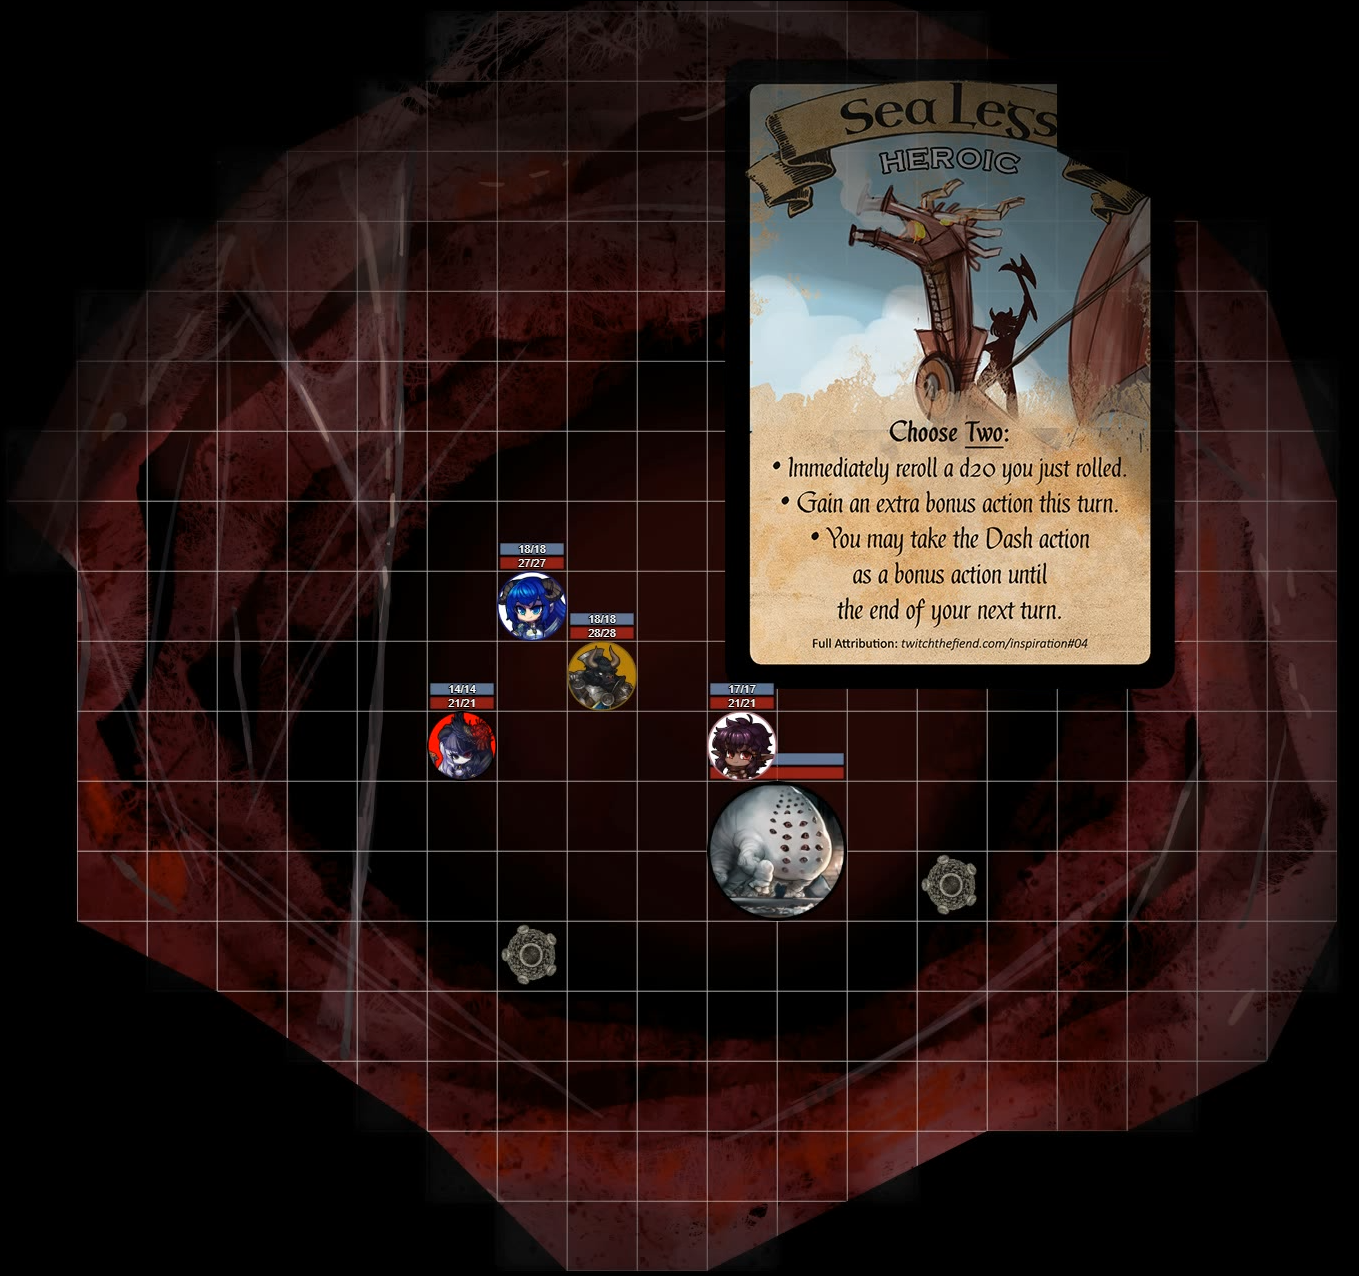 Sea Legs
HEROIC
Choose Two:
• Immediately reroll a d20 you just rolled.
• Gain an extra bonus action this turn.
• You may take the Dash action
as a bonus action until
the end of your next turn.
Full Attribution: twitchthefiend.com/inspiration#04
18/18
27/27
18/18
28/28
14/14
21/21
17/17
21/21